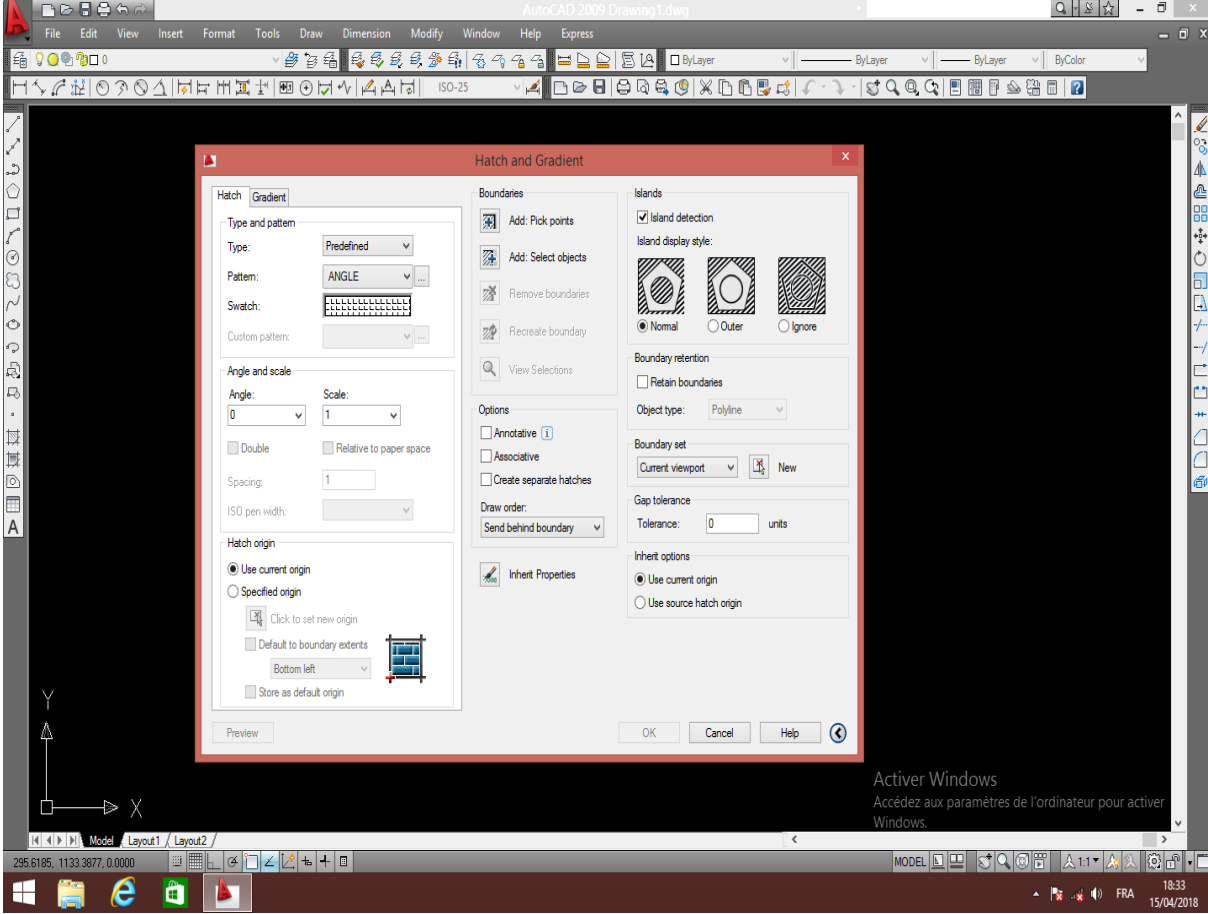 AutoCAD 2009 Drawing1.dwg
File Edit View Insert Format Tools Draw Dimension Modify Window Help Express
0 ByLayer ByLayer ByLayer ByColor
ISO-25
Hatch and Gradient
Hatch Gradient
Type and pattern
Type: Predefined
Pattern: ANGLE ...
Swatch:
Custom pattern: ...
Angle and scale
Angle: Scale:
0 1
Double Relative to paper space
Spacing: 1
ISO pen width:
Hatch origin
Use current origin
Specified origin
Click to set new origin
Default to boundary extents
Bottom left
Store as default origin
Preview
Boundaries
Add: Pick points
Add: Select objects
Remove boundaries
Recreate boundary
View Selections
Options
Annotative
Associative
Create separate hatches
Draw order:
Send behind boundary
Inherit Properties
Islands
Island detection
Island display style:
Normal Outer Ignore
Boundary retention
Retain boundaries
Object type: Polyline
Boundary set
Current viewport New
Gap tolerance
Tolerance: 0 units
Inherit options
Use current origin
Use source hatch origin
OK Cancel Help
Y
X
A
Activer Windows
Accédez aux paramètres de l'ordinateur pour activer
Windows.
Model Layout1 Layout2
295.6185, 1133.3877, 0.0000 MODEL 1:1
FRA
18:33
15/04/2018